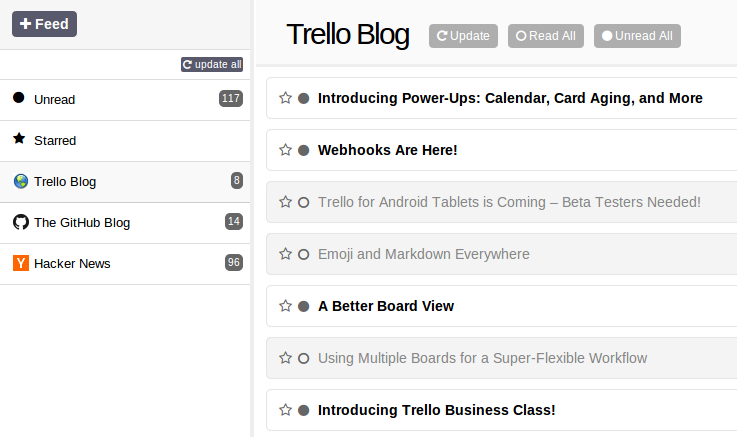 Feed
update all
Unread 117
Starred
Trello Blog 8
The GitHub Blog 14
Hacker News 96
Trello Blog Update Read All Unread All
Introducing Power-Ups: Calendar, Card Aging, and More
Webhooks Are Here!
Trello for Android Tablets is Coming – Beta Testers Needed!
Emoji and Markdown Everywhere
A Better Board View
Using Multiple Boards for a Super-Flexible Workflow
Introducing Trello Business Class!